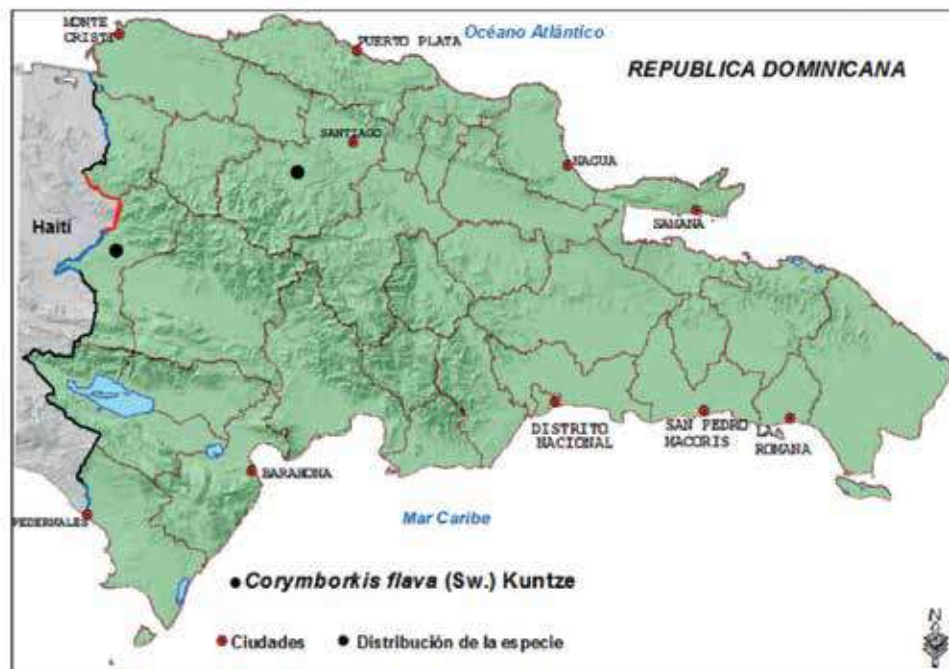 MONTE
CRISTI
PUERTO PLATA
Océano Atlántico
REPUBLICA DOMINICANA
SANTIAGO
NAGUA
Haití
SAMANA
DISTRITO
NACIONAL
SAN PEDRO
MACORIS
LA
ROMANA
BARAHONA
PEDERNALES
Mar Caribe
Corymborkis flava (Sw.) Kuntze
Ciudades
Distribución de la especie
N